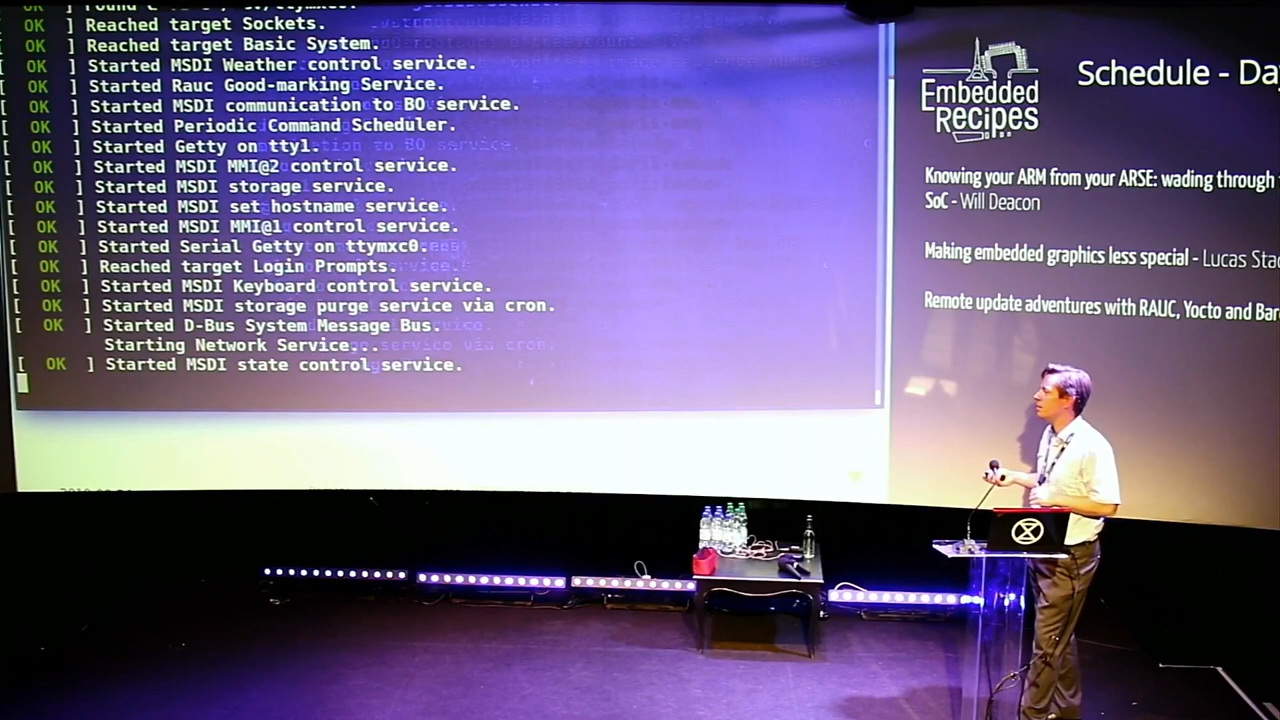 [ OK ] Reached target Sockets.
[ OK ] Reached target Basic System.
[ OK ] Started MSDI Weather control service.
[ OK ] Started Rauc Good-marking Service.
[ OK ] Started MSDI communication to BO service.
[ OK ] Started Periodic Command Scheduler.
[ OK ] Started Getty on tty1.
[ OK ] Started MSDI MMI@2 control service.
[ OK ] Started MSDI storage service.
[ OK ] Started MSDI set hostname service.
[ OK ] Started MSDI MMI@1 control service.
[ OK ] Started Serial Getty on ttymxc0.
[ OK ] Reached target Login Prompts.
[ OK ] Started MSDI Keyboard control service.
[ OK ] Started MSDI storage purge service via cron.
[ OK ] Started D-Bus System Message Bus.
Starting Network Service...
[ OK ] Started MSDI state control service.
Embedded
Recipes
Schedule - Da
Knowing your ARM from your ARSE: wading through
SoC - Will Deacon
Making embedded graphics less special - Lucas Sta
Remote update adventures with RAUC, Yocto and Bar